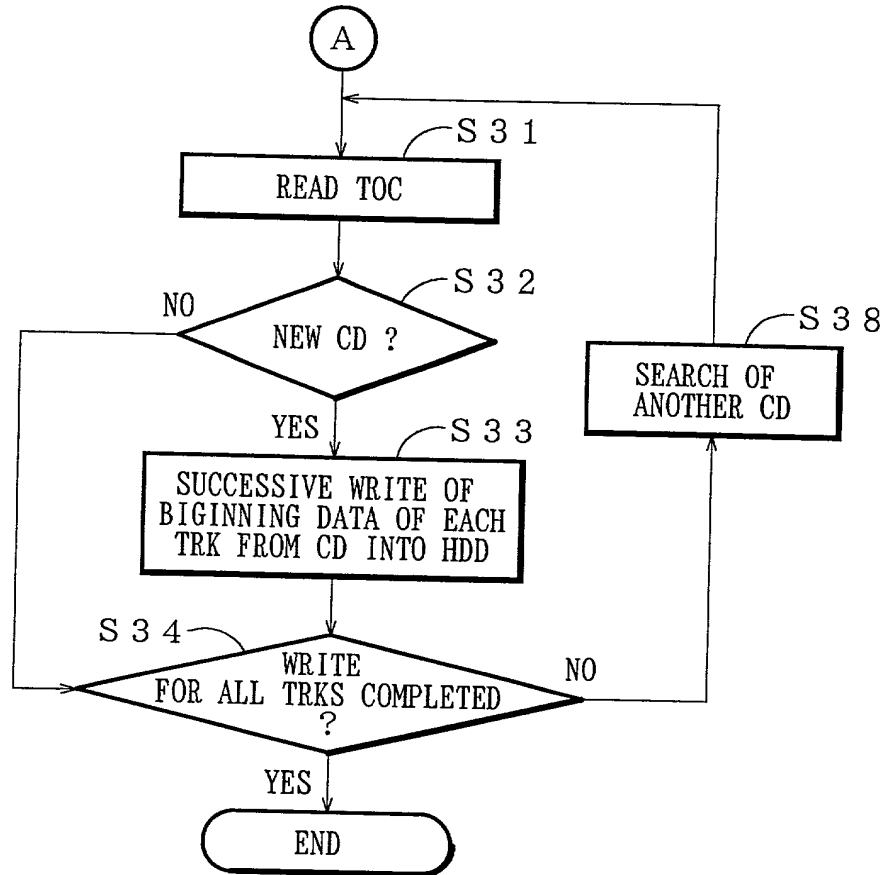 A
S31
READ TOC
S32
NO
NEW CD ?
S38
SEARCH OF
ANOTHER CD
YES
S33
SUCCESSIVE WRITE OF
BIGINNING DATA OF EACH
TRK FROM CD INTO HDD
S34
WRITE
FOR ALL TRKS COMPLETED
?
NO
YES
END